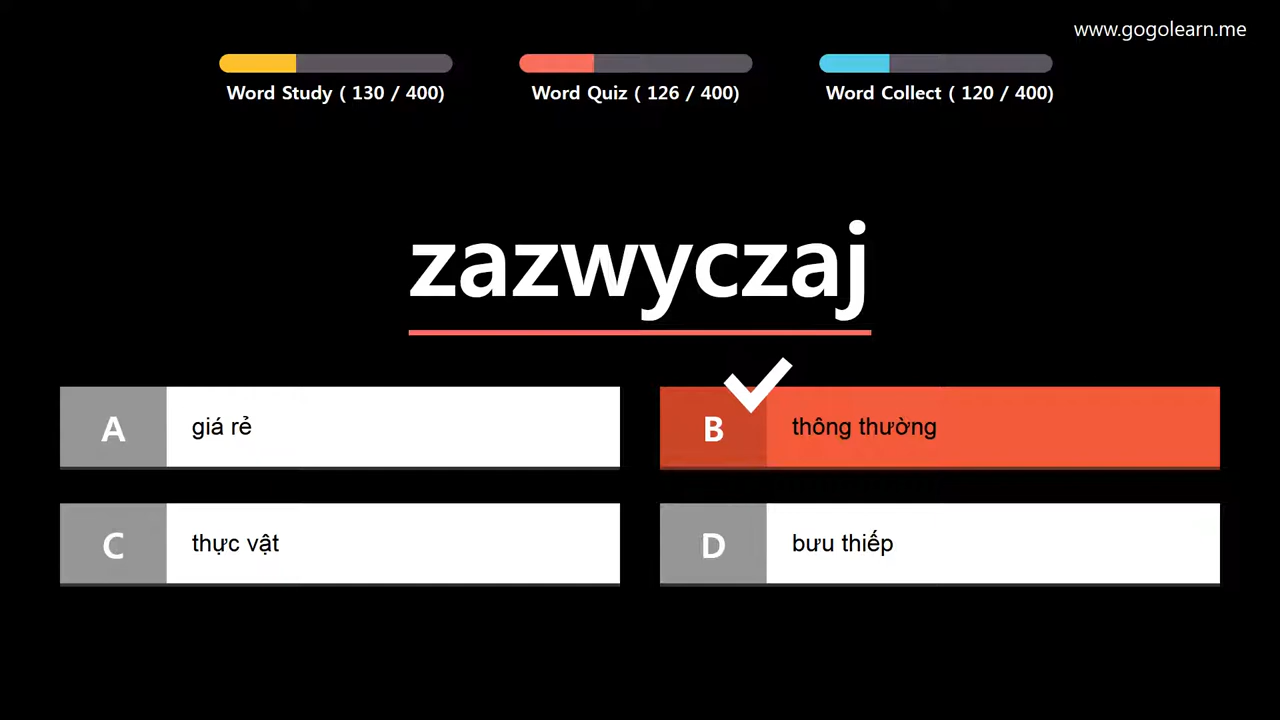 www.gogolearn.me
Word Study ( 130 / 400)
Word Quiz ( 126 / 400)
Word Collect ( 120 / 400)
zazwyczaj
A
giá rẻ
B
thông thường
C
thực vật
D
bưu thiếp